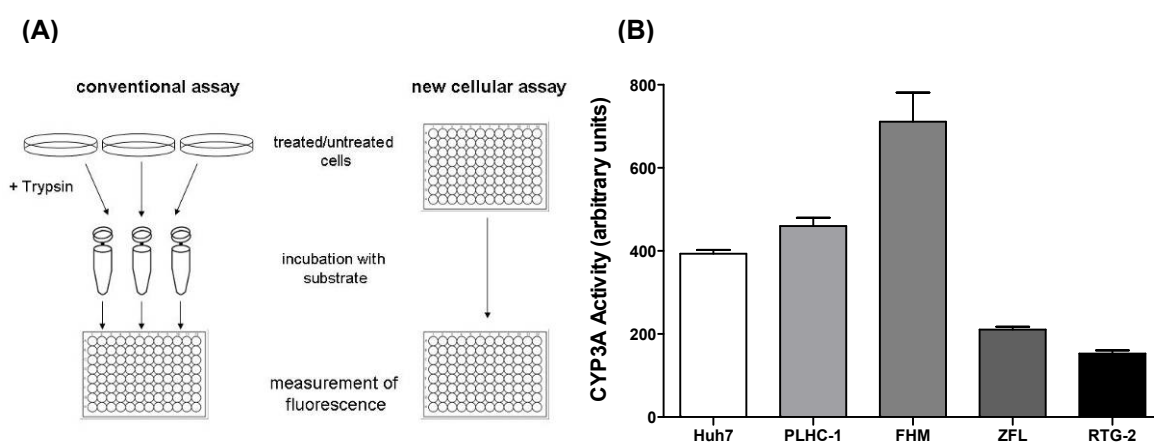 (A)
conventional assay
new cellular assay
treated/untreated
cells
+ Trypsin
incubation with
substrate
measurement of
fluorescence
(B)
CYP3A Activity (arbitrary units)
800
600
400
200
0
Huh7 PLHC-1 FHM ZFL RTG-2